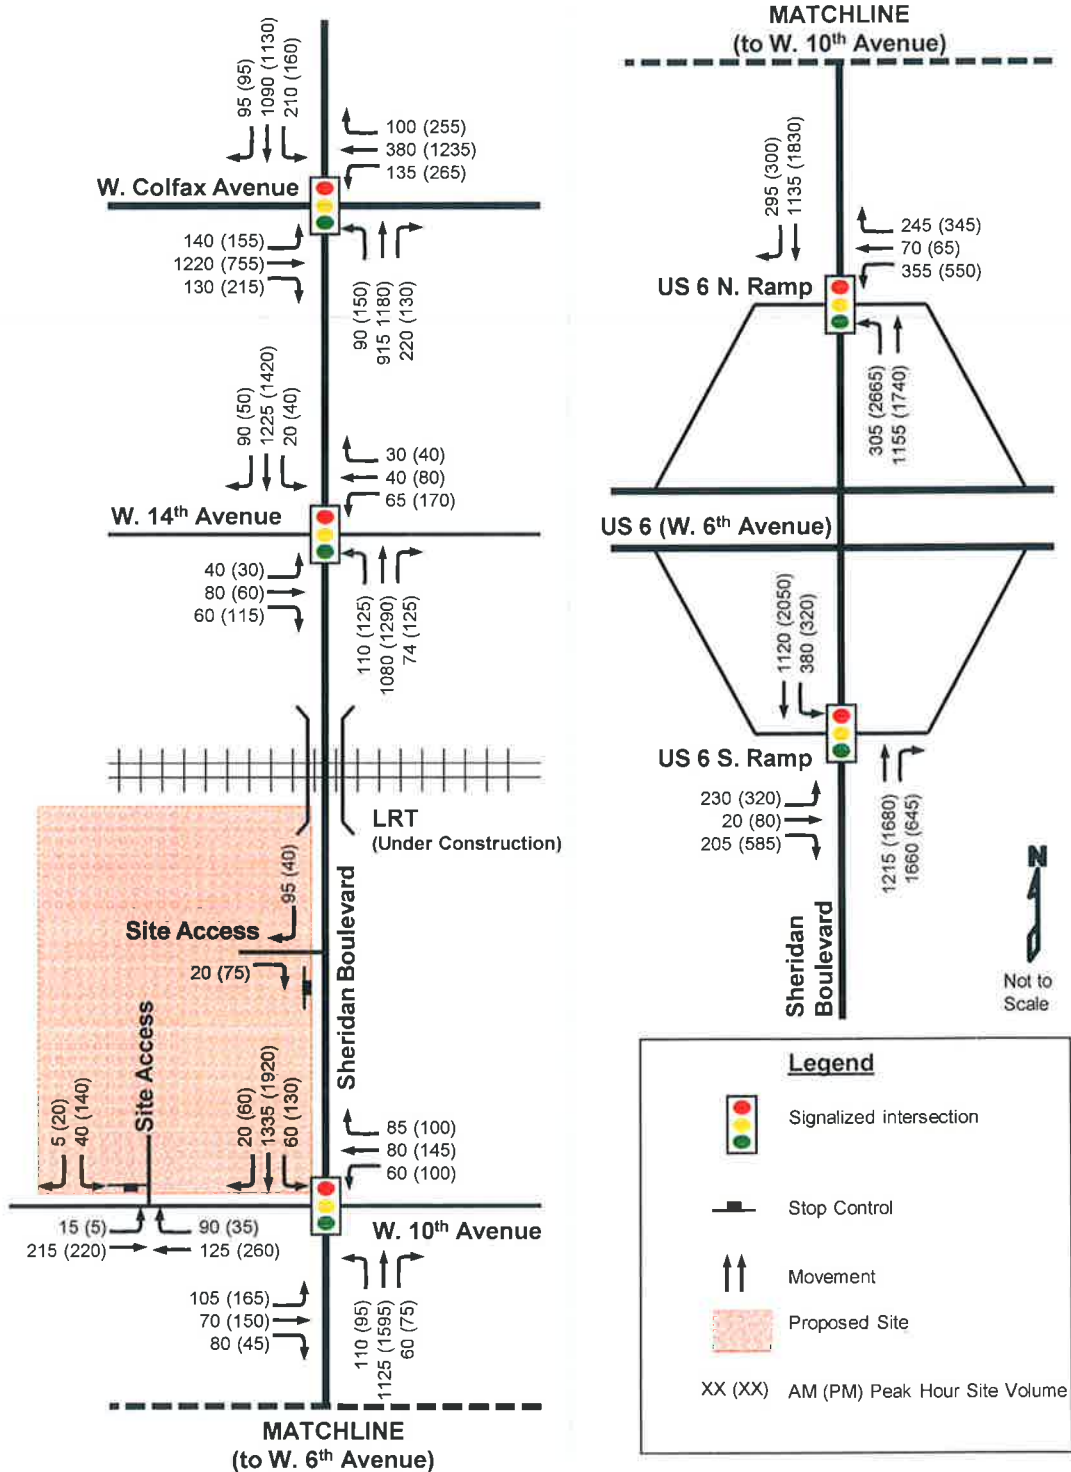 MATCHLINE
(to W. 10th Avenue)
95 (95)
1090 (1130)
210 (160)
100 (255)
380 (1235)
135 (265)
W. Colfax Avenue
140 (155)
1220 (755)
130 (215)
90 (150)
915 1180)
220 (130)
90 (50)
1225 (1420)
20 (40)
30 (40)
40 (80)
65 (170)
W. 14th Avenue
40 (30)
80 (60)
60 (115)
110 (125)
1080 (1290)
74 (125)
LRT
(Under Construction)
95 (40)
Site Access
20 (75)
Sheridan Boulevard
Site Access
5 (20)
40 (140)
20 (60)
1335 (1920)
60 (130)
85 (100)
80 (145)
60 (100)
W. 10th Avenue
15 (5)
215 (220)
90 (35)
125 (260)
105 (165)
70 (150)
80 (45)
110 (95)
1125 (1595)
60 (75)
MATCHLINE
(to W. 6th Avenue)
295 (300)
1135 (1830)
245 (345)
70 (65)
355 (550)
US 6 N. Ramp
305 (2665)
1155 (1740)
US 6 (W. 6th Avenue)
1120 (2050)
380 (320)
US 6 S. Ramp
230 (320)
20 (80)
205 (585)
1215 (1680)
1660 (645)
Sheridan
Boulevard
N
Not to
Scale
Legend
Signalized intersection
Stop Control
Movement
Proposed Site
XX (XX) AM (PM) Peak Hour Site Volume